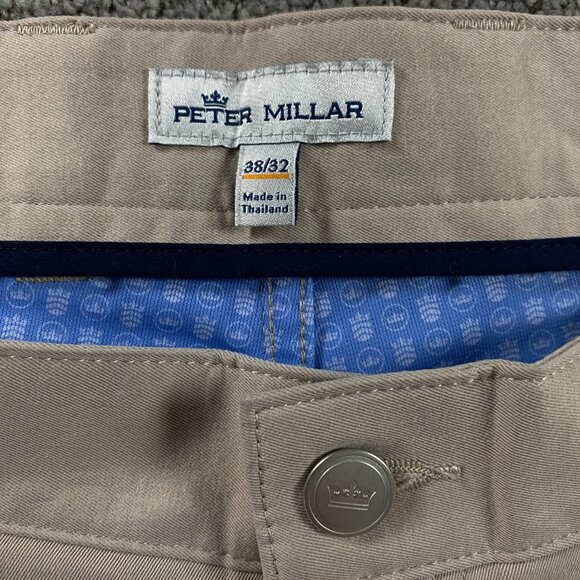 PETER MILLAR
38/32
Made in
Thailand